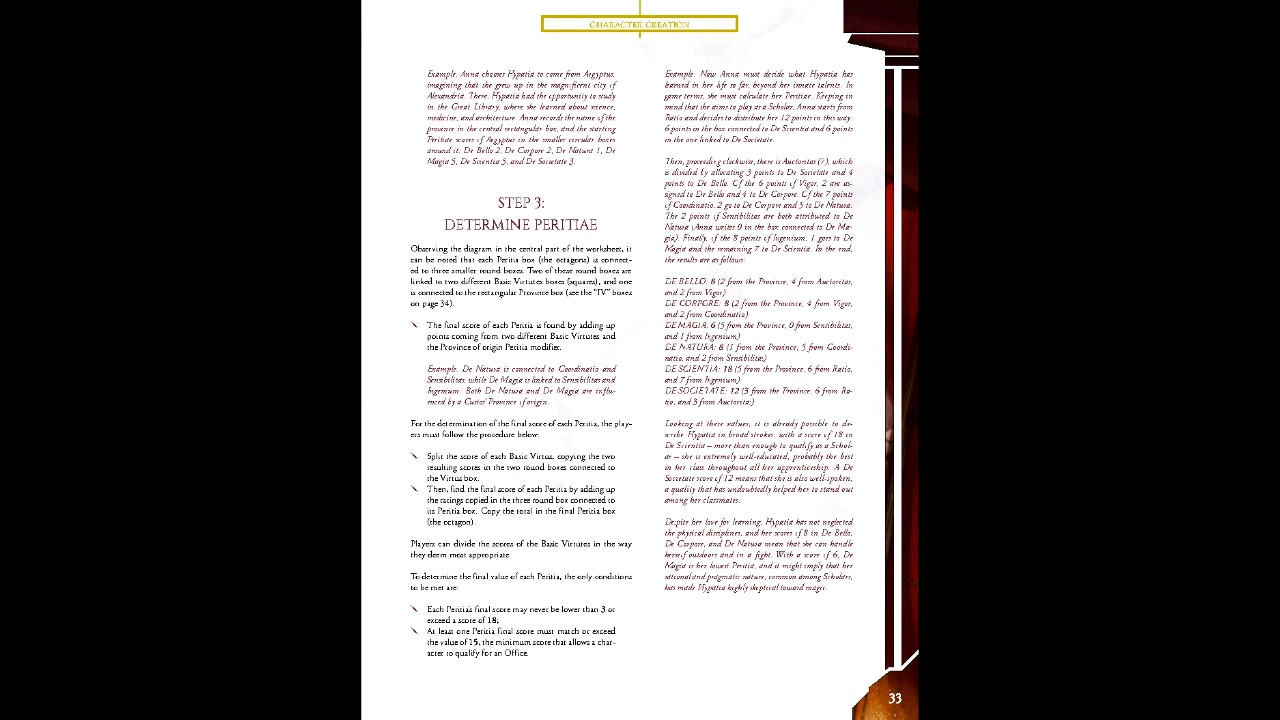 CHARACTER CREATION
Example. Anna chooses Hypatia to come from Aegyptus,
imagining that she grew up in the magnificent city of
Alexandria. There, Hypatia had the opportunity to study
in the Great Library, where she learned about science,
medicine, and architecture. Anna records the name of the
province in the central rectangular box, and the starting
Peritiae scores of Aegyptus in the smaller circular boxes
around it. De Bello 2, De Corpore 2, De Natura 1, De
Magia 5, De Scientia 5, and De Societate 3.
STEP 3:
DETERMINE PERITIAE
Observing the diagram in the central part of the worksheet, it
can be noted that each Peritia box (the octagons) is connect-
ed to three smaller round boxes. Two of these round boxes are
linked to two different Basic Virtutes boxes (squares), and one
is connected to the rectangular Province box (see the "IV" boxes
on page 34).
The final score of each Peritia is found by adding up
points coming from two different Basic Virtutes and
the Province of origin Peritia modifier.
Example. De Natura is connected to Coordinatio and
Sensibilitas, while De Magia is linked to Sensibilitas and
Ingenium. Both De Natura and De Magia are influ-
enced by a Custos' Province of origin.
For the determination of the final score of each Peritia, the play-
ers must follow the procedure below:
Split the score of each Basic Virtus, copying the two
resulting scores in the two round boxes connected to
the Virtus box;
Then, find the final score of each Peritia by adding up
the ratings copied in the three round box connected to
its Peritia box. Copy the total in the final Peritia box
(the octagon).
Players can divide the scores of the Basic Virtutes in the way
they deem most appropriate.
To determine the final value of each Peritia, the only conditions
to be met are:
Each Peritia's final score may never be lower than 3 or
exceed a score of 18;
At least one Peritia final score must match or exceed
the value of 15, the minimum score that allows a char-
acter to qualify for an Office.
Example. Now Anna must decide what Hypatia has
learned in her life so far, beyond her innate talents. In
game terms, she must calculate her Peritiae. Keeping in
mind that she aims to play as a Scholar, Anna starts from
Ratio and decides to distribute her 12 points in this way:
6 points in the box connected to De Scientia and 6 points
in the one linked to De Societate.
Then, proceeding clockwise, there is Auctoritas (7), which
is divided by allocating 3 points to De Societate and 4
points to De Bello. Of the 6 points of Vigor, 2 are as-
signed to De Bello and 4 to De Corpore. Of the 7 points
of Coordinatio, 2 go to De Corpore and 5 to De Natura.
The 2 points of Sensibilitas are both attributed to De
Natura (Anna writes 0 in the box connected to De Ma-
gia). Finally, of the 8 points of Ingenium, 1 goes to De
Magia and the remaining 7 to De Scientia. In the end,
the results are as follows:
DE BELLO: 8 (2 from the Province, 4 from Auctoritas,
and 2 from Vigor)
DE CORPORE: 8 (2 from the Province, 4 from Vigor,
and 2 from Coordinatio)
DE MAGIA: 6 (5 from the Province, 0 from Sensibilitas,
and 1 from Ingenium)
DE NATURA: 8 (1 from the Province, 5 from Coordi-
natio, and 2 from Sensibilitas)
DE SCIENTIA: 18 (5 from the Province, 6 from Ratio,
and 7 from Ingenium)
DE SOCIETATE: 12 (3 from the Province, 6 from Ra-
tio, and 3 from Auctoritas)
Looking at these values, it is already possible to de-
scribe Hypatia in broad strokes: with a score of 18 in
De Scientia – more than enough to qualify as a Schol-
ar – she is extremely well-educated, probably the best
in her class throughout all her apprenticeship. A De
Societate score of 12 means that she is also well-spoken,
a quality that has undoubtedly helped her to stand out
among her classmates.
Despite her love for learning, Hypatia has not neglected
the physical disciplines, and her scores of 8 in De Bello,
De Corpore, and De Natura mean that she can handle
herself outdoors and in a fight. With a score of 6, De
Magia is her lowest Peritia, and it might imply that her
rational and pragmatic nature, common among Scholars,
has made Hypatia highly skeptical toward magic.
33